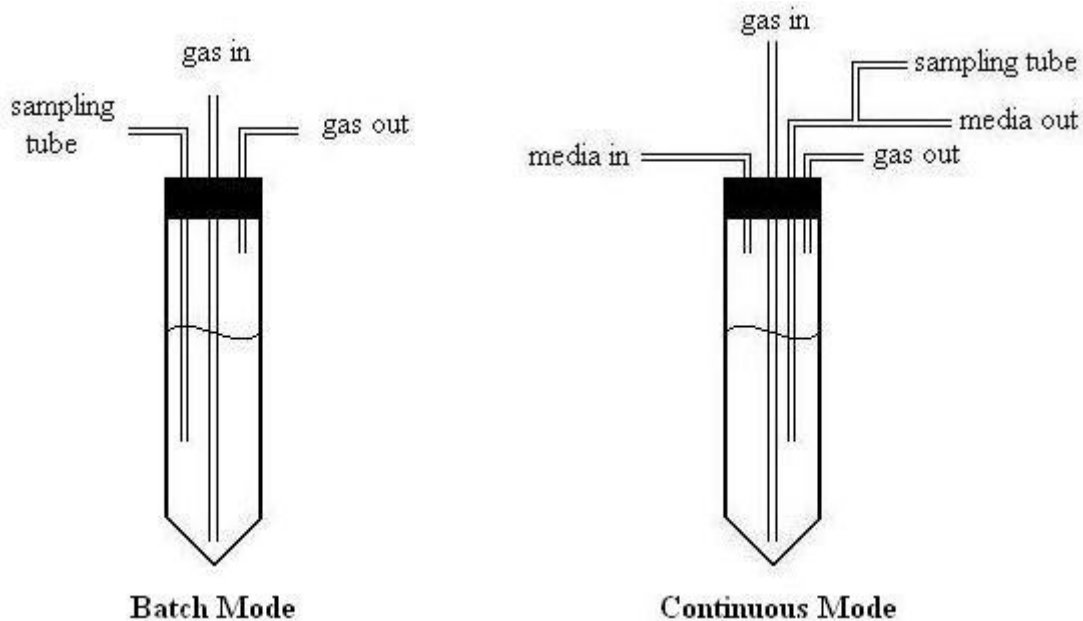 gas in
sampling
tube
gas out
Batch Mode
gas in
sampling tube
media out
media in
gas out
Continuous Mode